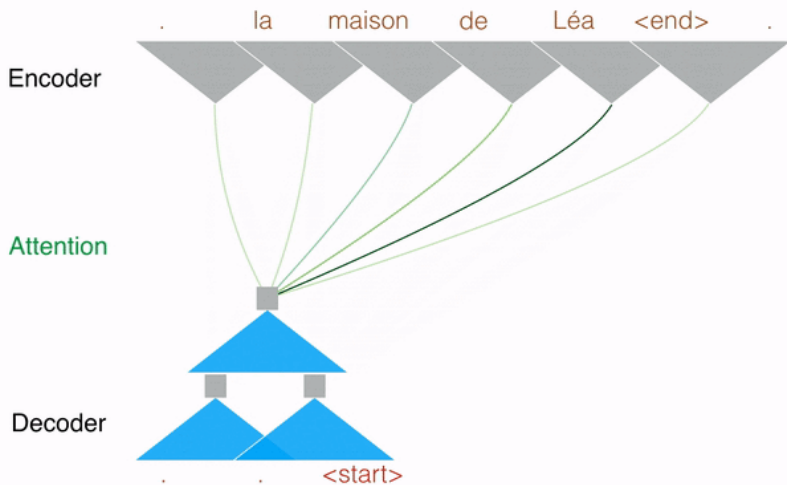 . la maison de Léa <end> .
Encoder
Attention
Decoder
. . <start>